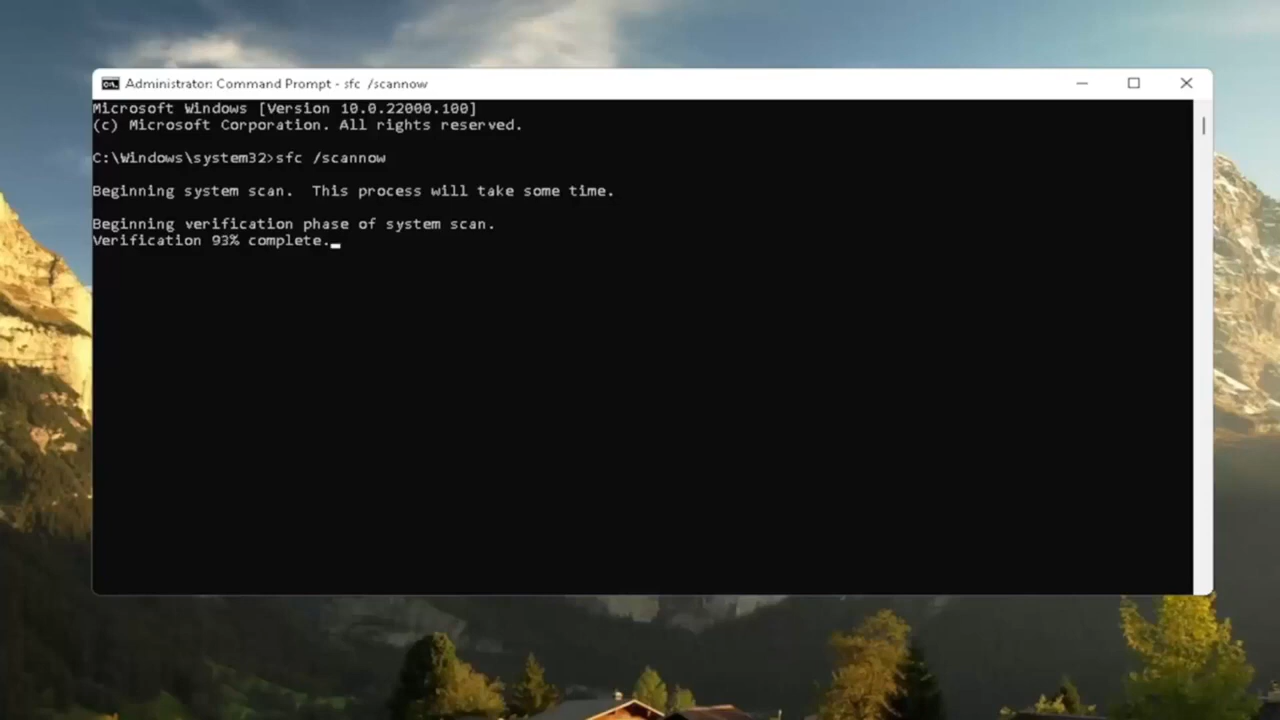 Administrator: Command Prompt - sfc  /scannow
Microsoft Windows [Version 10.0.22000.100]
(c) Microsoft Corporation. All rights reserved.
C:\Windows\system32>sfc /scannow
Beginning system scan.  This process will take some time.
Beginning verification phase of system scan.
Verification 93% complete.